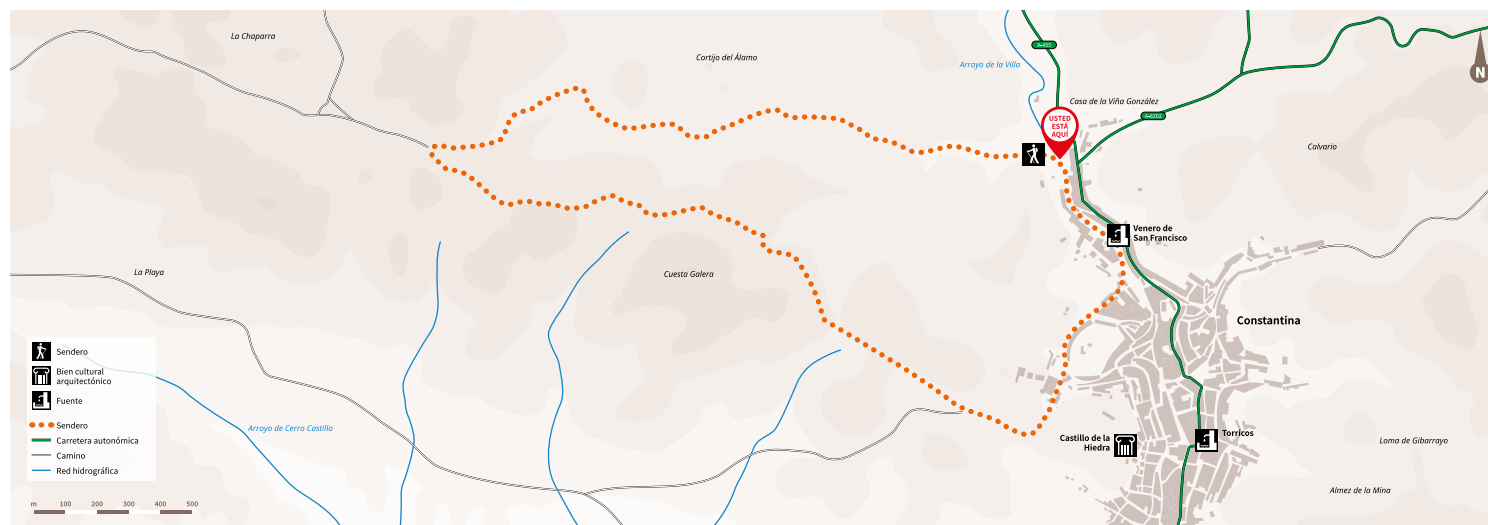 La Chaparra
Cortijo del Álamo
A-455
Arroyo de la Villa
N
Casa de la Viña González
USTED
ESTÁ
AQUÍ
A-8202
Calvario
Venero de
San Francisco
La Playa
Cuesta Galera
Constantina
Sendero
Bien cultural
arquitectónico
Fuente
Sendero
Carretera autonómica
Camino
Red hidrográfica
Arroyo de Cerro Castillo
Castillo de la
Hiedra
Torricos
Loma de Gibarrayo
Almez de la Mina
m 100 200 300 400 500